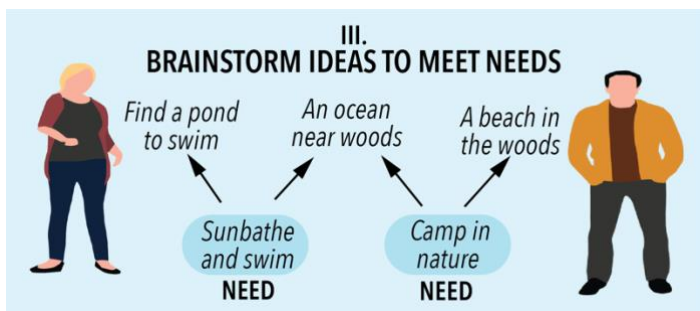 III.
BRAINSTORM IDEAS TO MEET NEEDS
Find a pond
to swim
An ocean
near woods
A beach in
the woods
Sunbathe
and swim
NEED
Camp in
nature
NEED